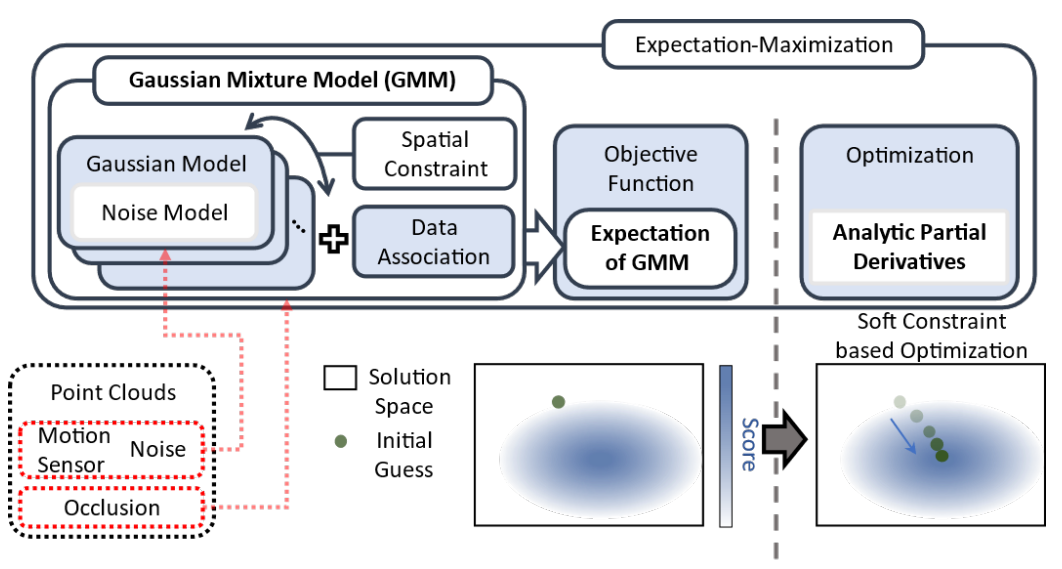 Expectation-Maximization
Gaussian Mixture Model (GMM)
Spatial
Constraint
Gaussian Model
Noise Model
Data
Association
Objective
Function
Expectation
of GMM
Optimization
Analytic Partial
Derivatives
Soft Constraint
based Optimization
Point Clouds
Motion
Sensor
Noise
Occlusion
Solution
Space
Initial
Guess
Score